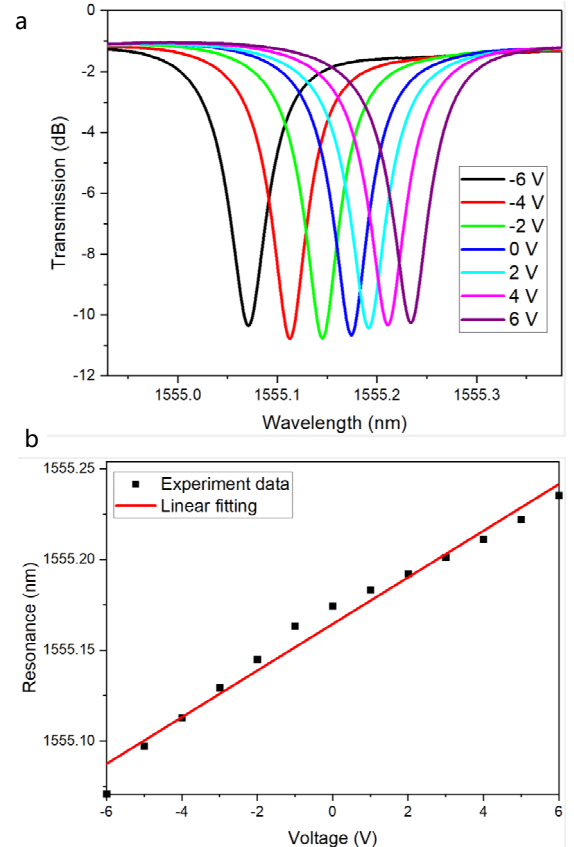 a
0
-2
-4
-6
-8
-10
-12
Transmission (dB)
-6 V
-4 V
-2 V
0 V
2 V
4 V
6 V
1555.0 1555.1 1555.2 1555.3
Wavelength (nm)
b
1555.25
1555.20
1555.15
1555.10
Resonance (nm)
Experiment data
Linear fitting
-6 -4 -2 0 2 4 6
Voltage (V)